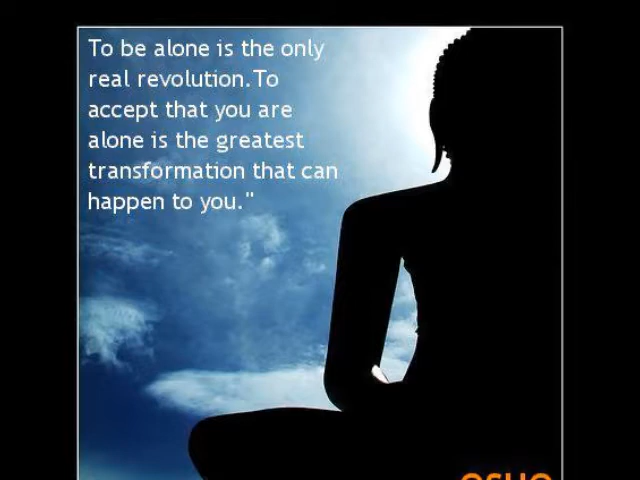 To be alone is the only
real revolution.To
accept that you are
alone is the greatest
transformation that can
happen to you."
osho